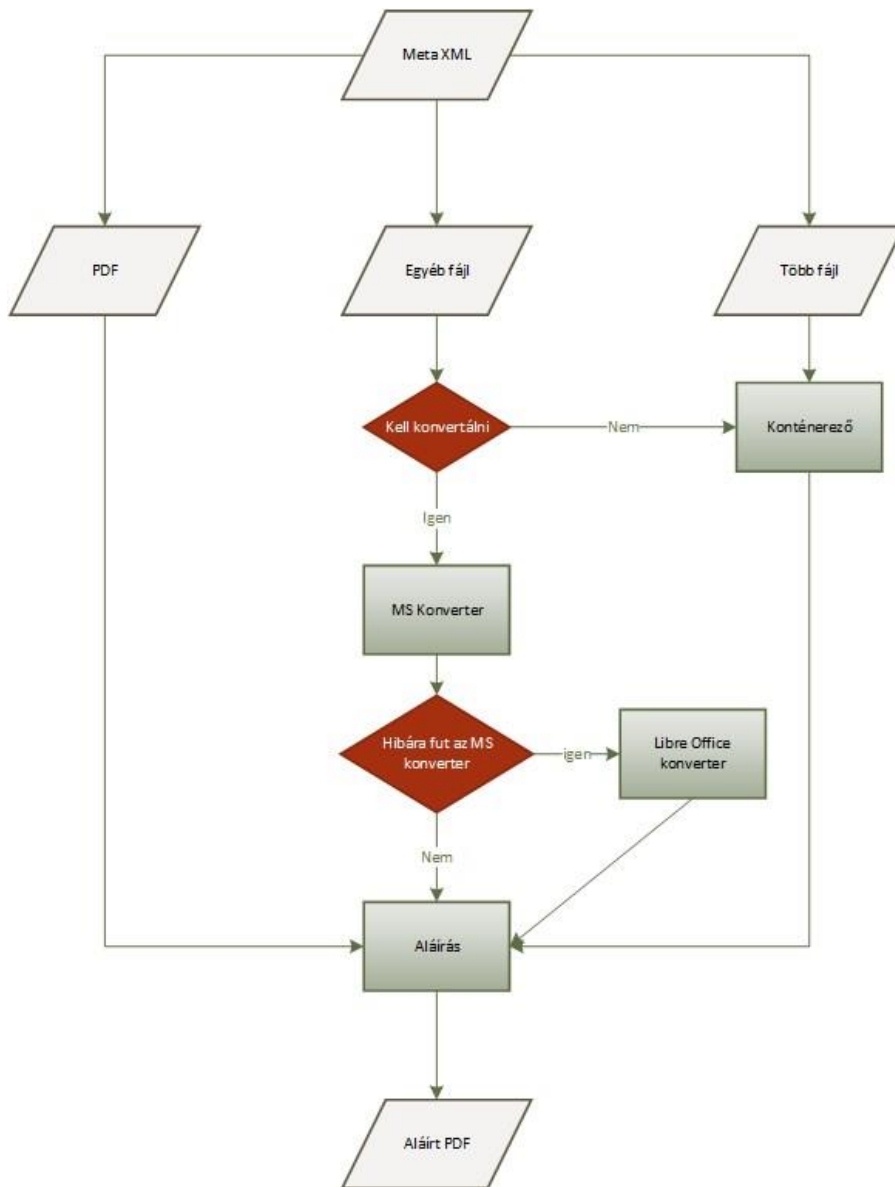 Meta XML
PDF
Egyéb fájl
Több fájl
Kell konvertálni
Nem
Konténerező
Igen
MS Konverter
Hibára fut az MS
konverter
igen
Libre Office
konverter
Nem
Aláírás
Aláírt PDF